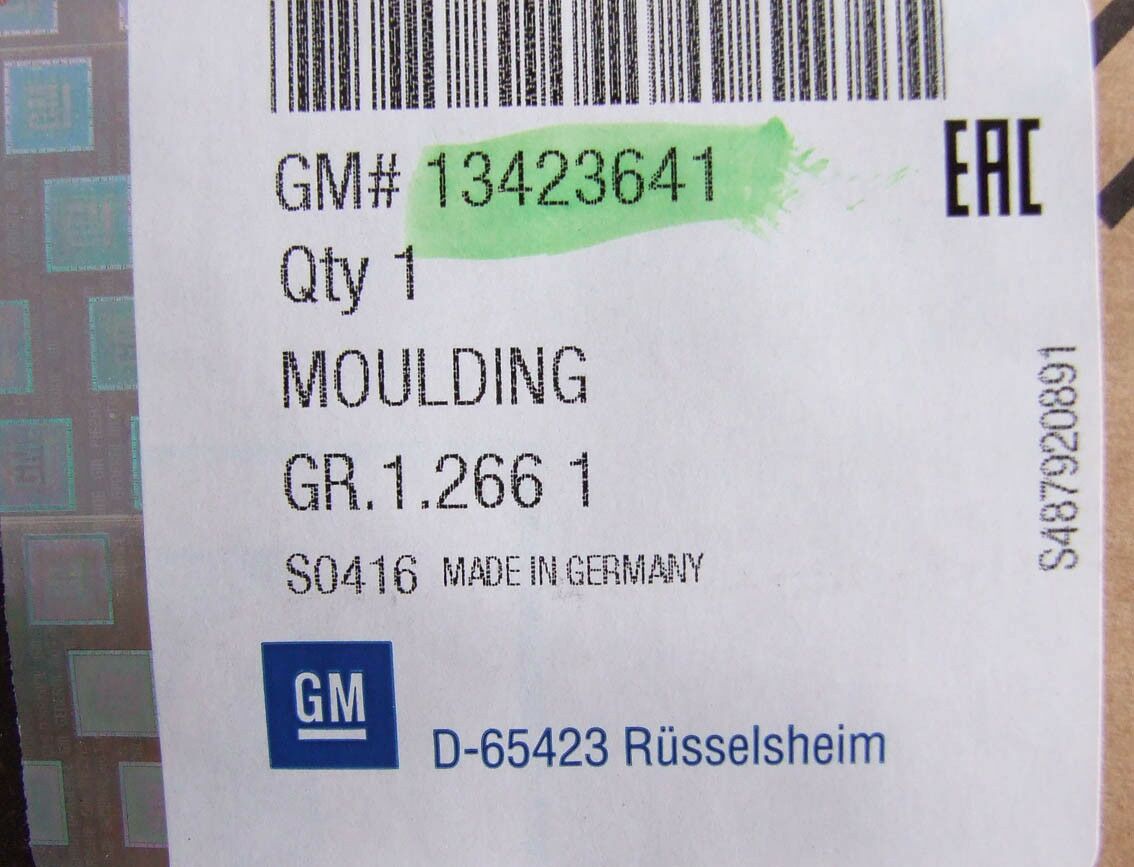 GM# 13423641
EAC
Qty 1
MOULDING
GR.1.266 1
S0416 MADE IN GERMANY
S487920891
GM
D-65423 Rüsselsheim